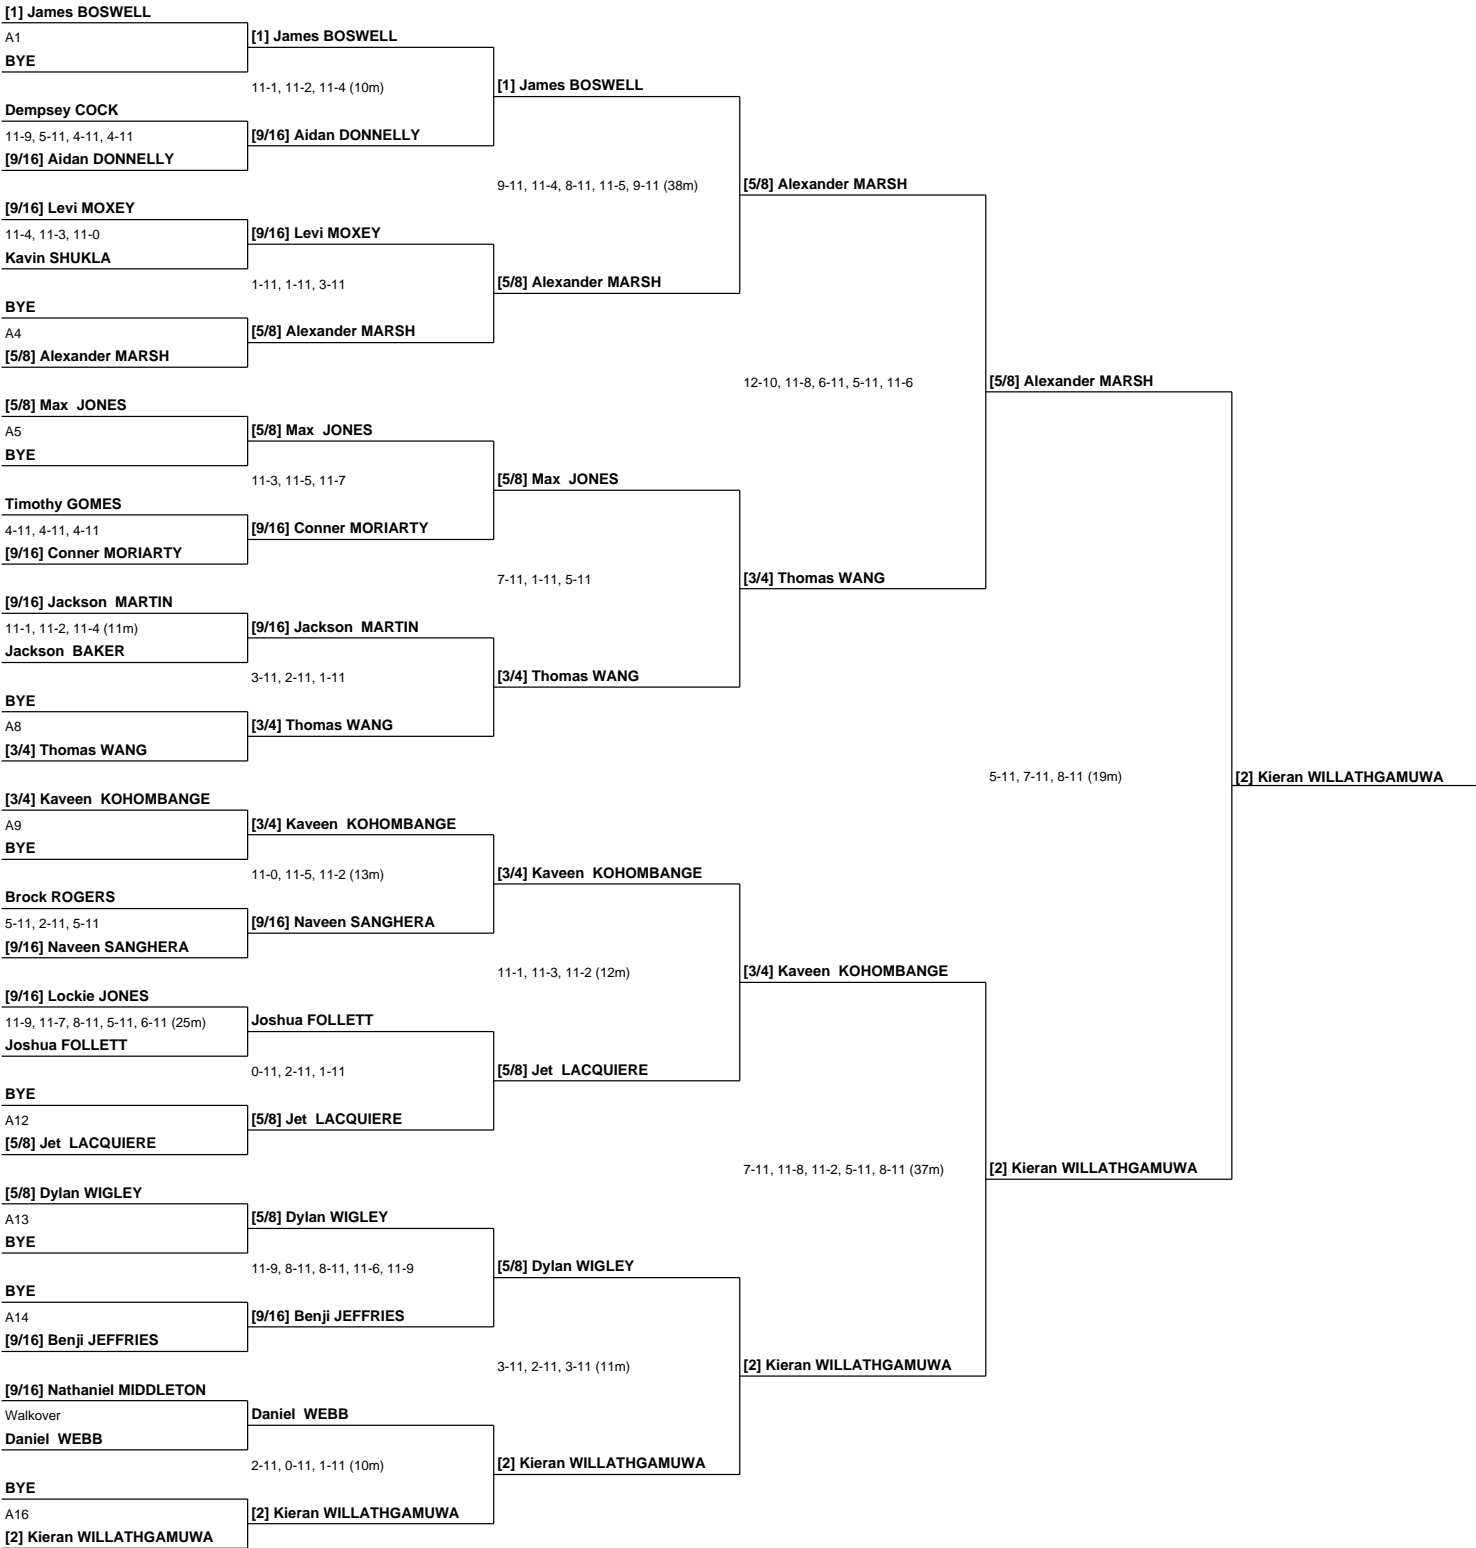 [1] James BOSWELL
A1
[1] James BOSWELL
BYE
11-1, 11-2, 11-4 (10m)
[1] James BOSWELL
Dempsey COCK
11-9, 5-11, 4-11, 4-11
[9/16] Aidan DONNELLY
[9/16] Aidan DONNELLY
9-11, 11-4, 8-11, 11-5, 9-11 (38m)
[5/8] Alexander MARSH
[9/16] Levi MOXEY
11-4, 11-3, 11-0
[9/16] Levi MOXEY
Kavin SHUKLA
1-11, 1-11, 3-11
[5/8] Alexander MARSH
BYE
A4
[5/8] Alexander MARSH
[5/8] Alexander MARSH
12-10, 11-8, 6-11, 5-11, 11-6
[5/8] Alexander MARSH
[5/8] Max JONES
A5
[5/8] Max JONES
BYE
11-3, 11-5, 11-7
[5/8] Max JONES
Timothy GOMES
4-11, 4-11, 4-11
[9/16] Conner MORIARTY
[9/16] Conner MORIARTY
7-11, 1-11, 5-11
[3/4] Thomas WANG
[9/16] Jackson MARTIN
11-1, 11-2, 11-4 (11m)
[9/16] Jackson MARTIN
Jackson BAKER
3-11, 2-11, 1-11
[3/4] Thomas WANG
BYE
A8
[3/4] Thomas WANG
[3/4] Thomas WANG
5-11, 7-11, 8-11 (19m)
[2] Kieran WILLATHGAMUWA
[3/4] Kaveen KOHOMBANGE
A9
[3/4] Kaveen KOHOMBANGE
BYE
11-0, 11-5, 11-2 (13m)
[3/4] Kaveen KOHOMBANGE
Brock ROGERS
5-11, 2-11, 5-11
[9/16] Naveen SANGHERA
[9/16] Naveen SANGHERA
11-1, 11-3, 11-2 (12m)
[3/4] Kaveen KOHOMBANGE
[9/16] Lockie JONES
11-9, 11-7, 8-11, 5-11, 6-11 (25m)
Joshua FOLLETT
Joshua FOLLETT
0-11, 2-11, 1-11
[5/8] Jet LACQUIERE
BYE
A12
[5/8] Jet LACQUIERE
[5/8] Jet LACQUIERE
7-11, 11-8, 11-2, 5-11, 8-11 (37m)
[2] Kieran WILLATHGAMUWA
[5/8] Dylan WIGLEY
A13
[5/8] Dylan WIGLEY
BYE
11-9, 8-11, 8-11, 11-6, 11-9
[5/8] Dylan WIGLEY
BYE
A14
[9/16] Benji JEFFRIES
[9/16] Benji JEFFRIES
3-11, 2-11, 3-11 (11m)
[2] Kieran WILLATHGAMUWA
[9/16] Nathaniel MIDDLETON
Walkover
Daniel WEBB
Daniel WEBB
2-11, 0-11, 1-11 (10m)
[2] Kieran WILLATHGAMUWA
BYE
A16
[2] Kieran WILLATHGAMUWA
[2] Kieran WILLATHGAMUWA